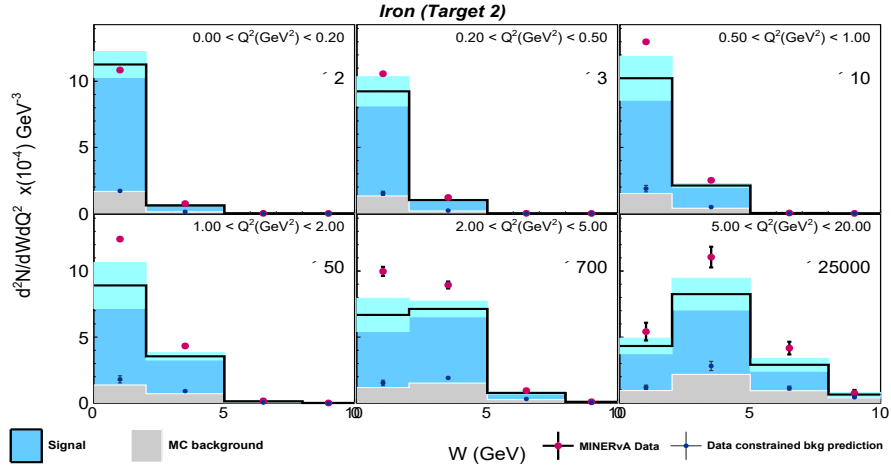 Iron (Target 2)
0.00 < Q²(GeV²) < 0.20
0.20 < Q²(GeV²) < 0.50
0.50 < Q²(GeV²) < 1.00
´ 2
´ 3
´ 10
10
5
0
1.00 < Q²(GeV²) < 2.00
2.00 < Q²(GeV²) < 5.00
5.00 < Q²(GeV²) < 20.00
´ 50
´ 700
´ 25000
10
5
0
d²N/dWdQ² x(10⁻⁴) GeV⁻³
0 5 10 0 5 10 0 5 10
Signal
MC background
W (GeV)
MINERvA Data
Data constrained bkg prediction